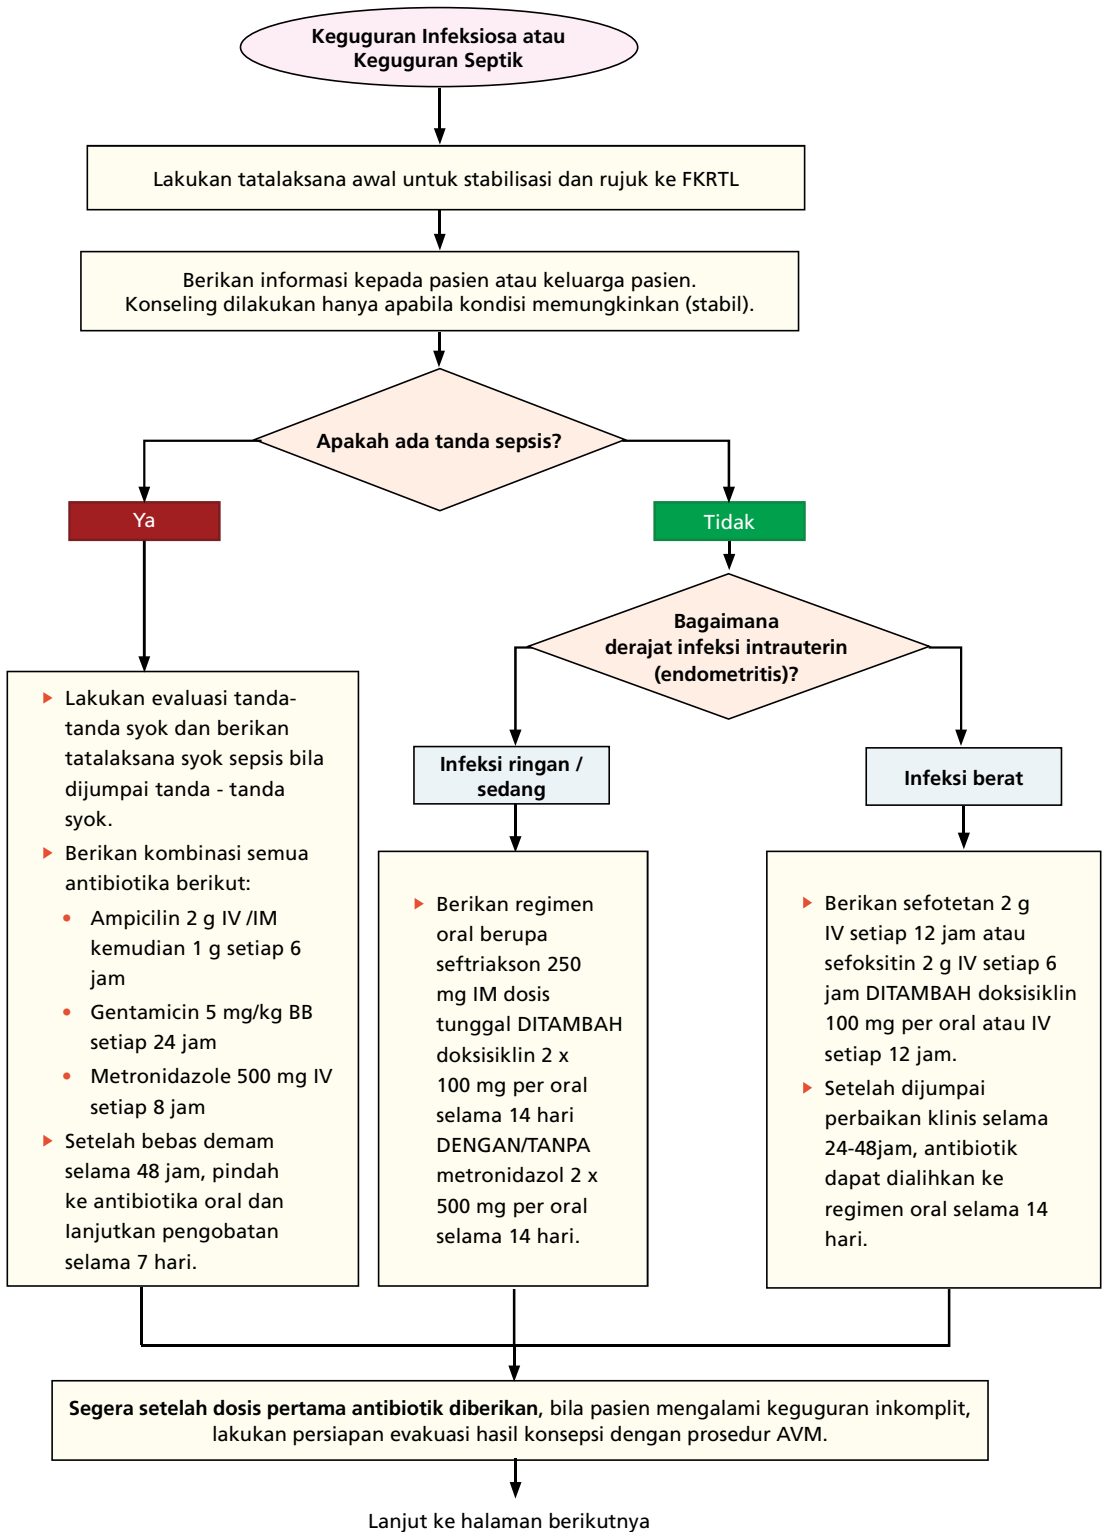 Keguguran Infeksiosa atau
Keguguran Septik
Lakukan tatalaksana awal untuk stabilisasi dan rujuk ke FKRTL
Berikan informasi kepada pasien atau keluarga pasien.
Konseling dilakukan hanya apabila kondisi memungkinkan (stabil).
Apakah ada tanda sepsis?
Ya
Tidak
Bagaimana
derajat infeksi intrauterin
(endometritis)?
Lakukan evaluasi tanda-
tanda syok dan berikan
tatalaksana syok sepsis bila
dijumpai tanda - tanda
syok.
Berikan kombinasi semua
antibiotika berikut:
Ampicilin 2 g IV /IM
kemudian 1 g setiap 6
jam
Gentamicin 5 mg/kg BB
setiap 24 jam
Metronidazole 500 mg IV
setiap 8 jam
Setelah bebas demam
selama 48 jam, pindah
ke antibiotika oral dan
lanjutkan pengobatan
selama 7 hari.
Infeksi ringan /
sedang
Berikan regimen
oral berupa
seftriakson 250
mg IM dosis
tunggal DITAMBAH
doksisiklin 2 x
100 mg per oral
selama 14 hari
DENGAN/TANPA
metronidazol 2 x
500 mg per oral
selama 14 hari.
Infeksi berat
Berikan sefotetan 2 g
IV setiap 12 jam atau
sefoksitin 2 g IV setiap 6
jam DITAMBAH doksisiklin
100 mg per oral atau IV
setiap 12 jam.
Setelah dijumpai
perbaikan klinis selama
24-48jam, antibiotik
dapat dialihkan ke
regimen oral selama 14
hari.
Segera setelah dosis pertama antibiotik diberikan, bila pasien mengalami keguguran inkomplit,
lakukan persiapan evakuasi hasil konsepsi dengan prosedur AVM.
Lanjut ke halaman berikutnya